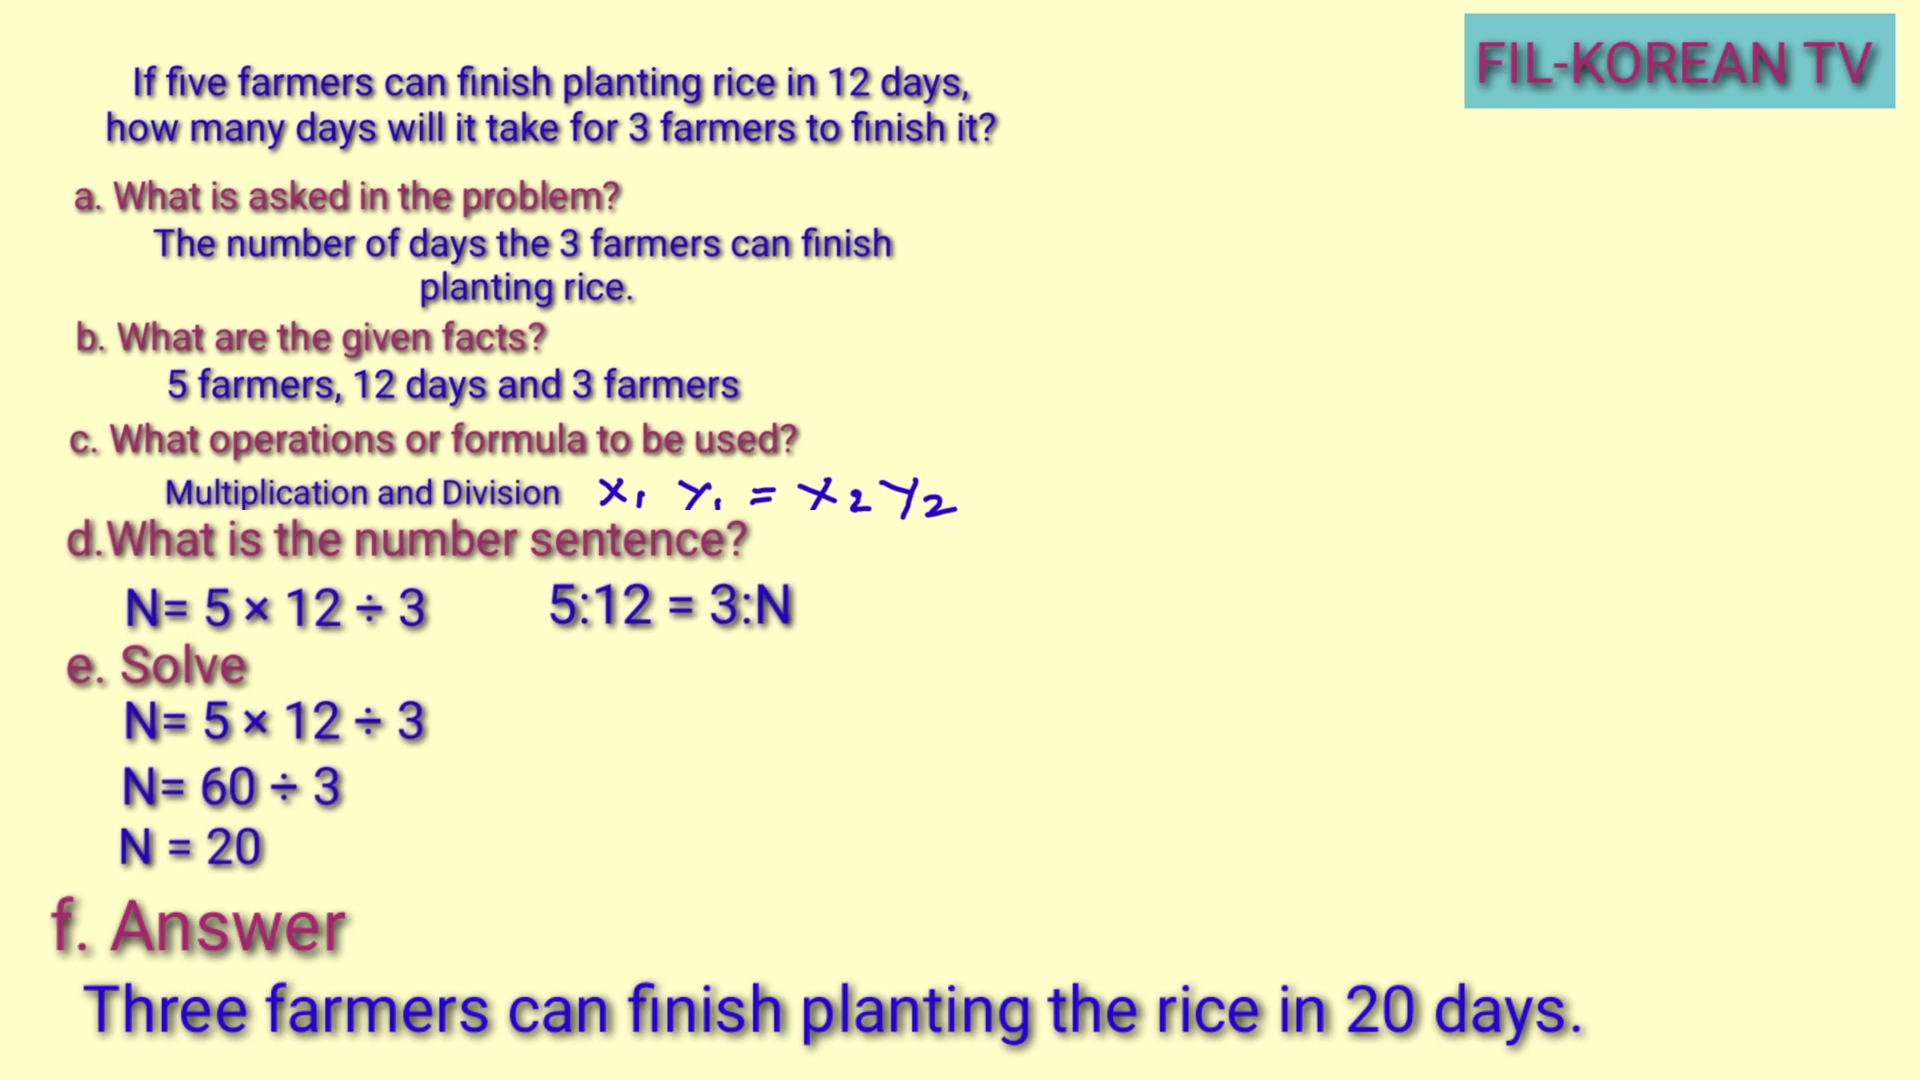 FIL-KOREAN TV
If five farmers can finish planting rice in 12 days,
how many days will it take for 3 farmers to finish it?
a. What is asked in the problem?
The number of days the 3 farmers can finish
planting rice.
b. What are the given facts?
5 farmers, 12 days and 3 farmers
c. What operations or formula to be used?
Multiplication and Division x₁ y₁ = x₂ y₂
d.What is the number sentence?
N= 5 × 12 ÷ 3 5:12 = 3:N
e. Solve
N= 5 × 12 ÷ 3
N= 60 ÷ 3
N = 20
f. Answer
Three farmers can finish planting the rice in 20 days.